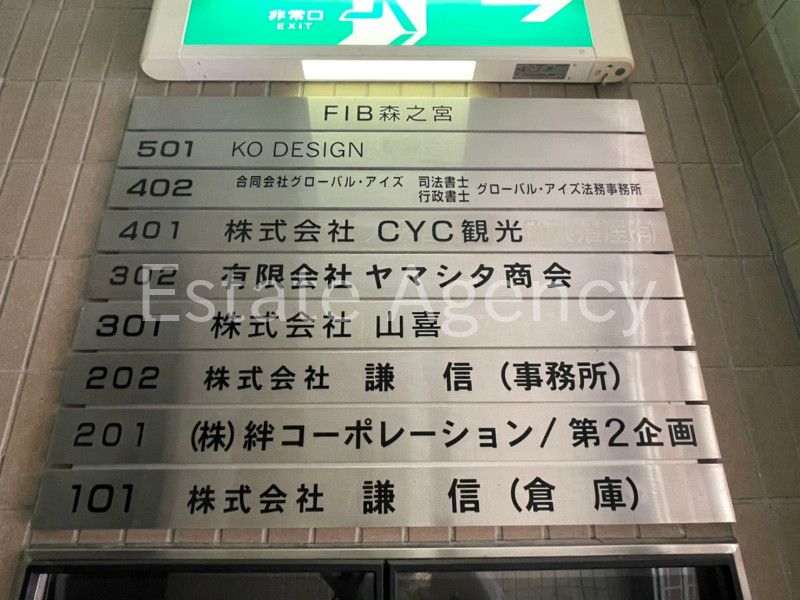 非常口
EXIT
FIB森之宮
501 KO DESIGN
402 合同会社グローバル・アイズ 司法書士 行政書士 グローバル・アイズ法務事務所
401 株式会社 CYC観光
302 有限会社 ヤマシタ商会
301 株式会社 山喜
202 株式会社 謙 信(事務所)
201 (株)絆コーポレーション/第2企画
101 株式会社 謙 信(倉 庫)
Estate Agency